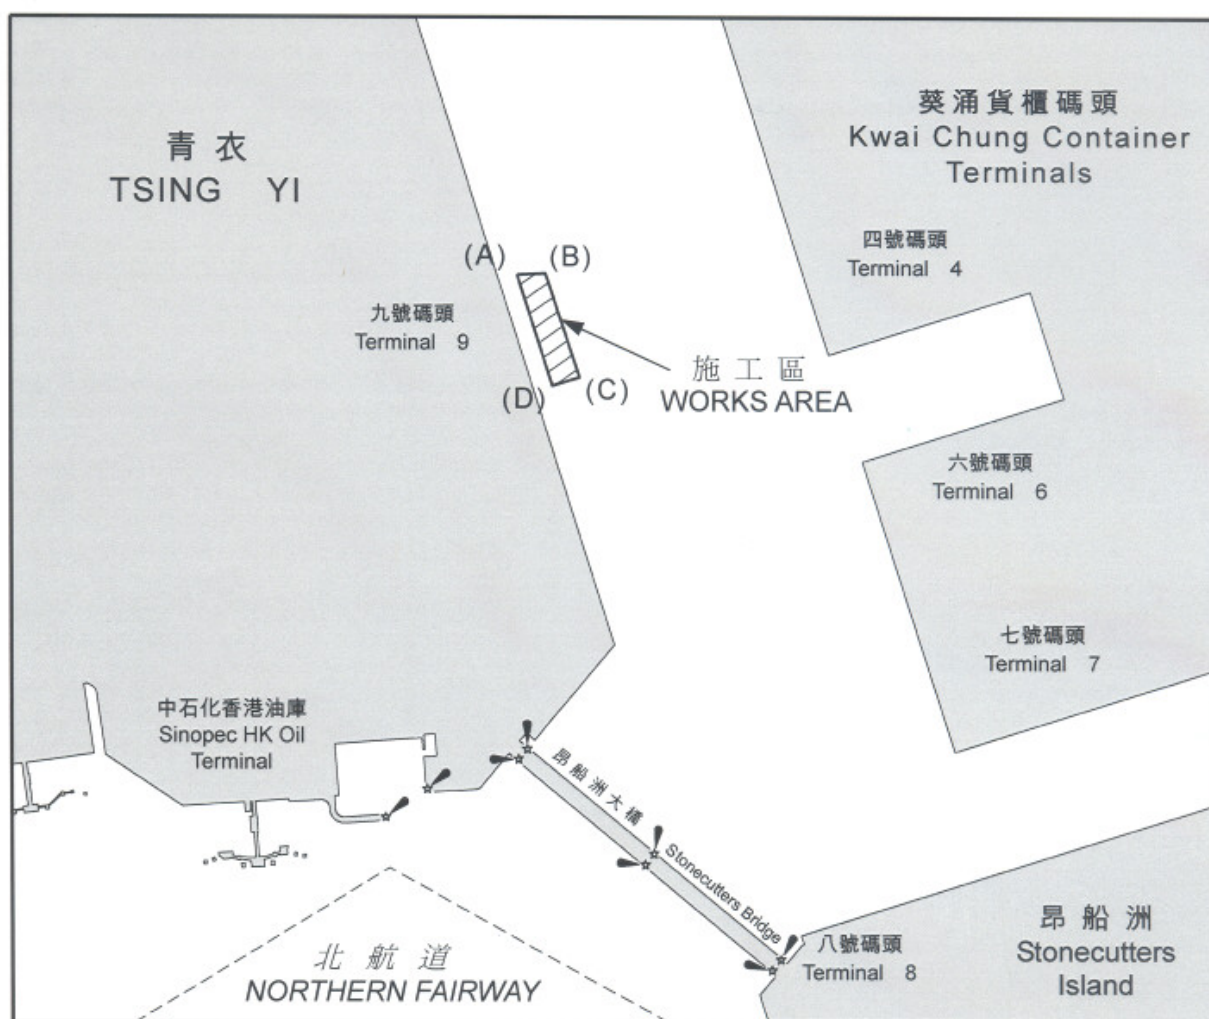 青衣
TSING YI
葵涌貨櫃碼頭
Kwai Chung Container
Terminals
四號碼頭
Terminal 4
(A)
(B)
九號碼頭
Terminal 9
施工區
WORKS AREA
(C)
(D)
六號碼頭
Terminal 6
七號碼頭
Terminal 7
中石化香港油庫
Sinopec HK Oil
Terminal
昂船洲大橋
Stonecutters Bridge
北航道
NORTHERN FAIRWAY
八號碼頭
Terminal 8
昂船洲
Stonecutters
Island